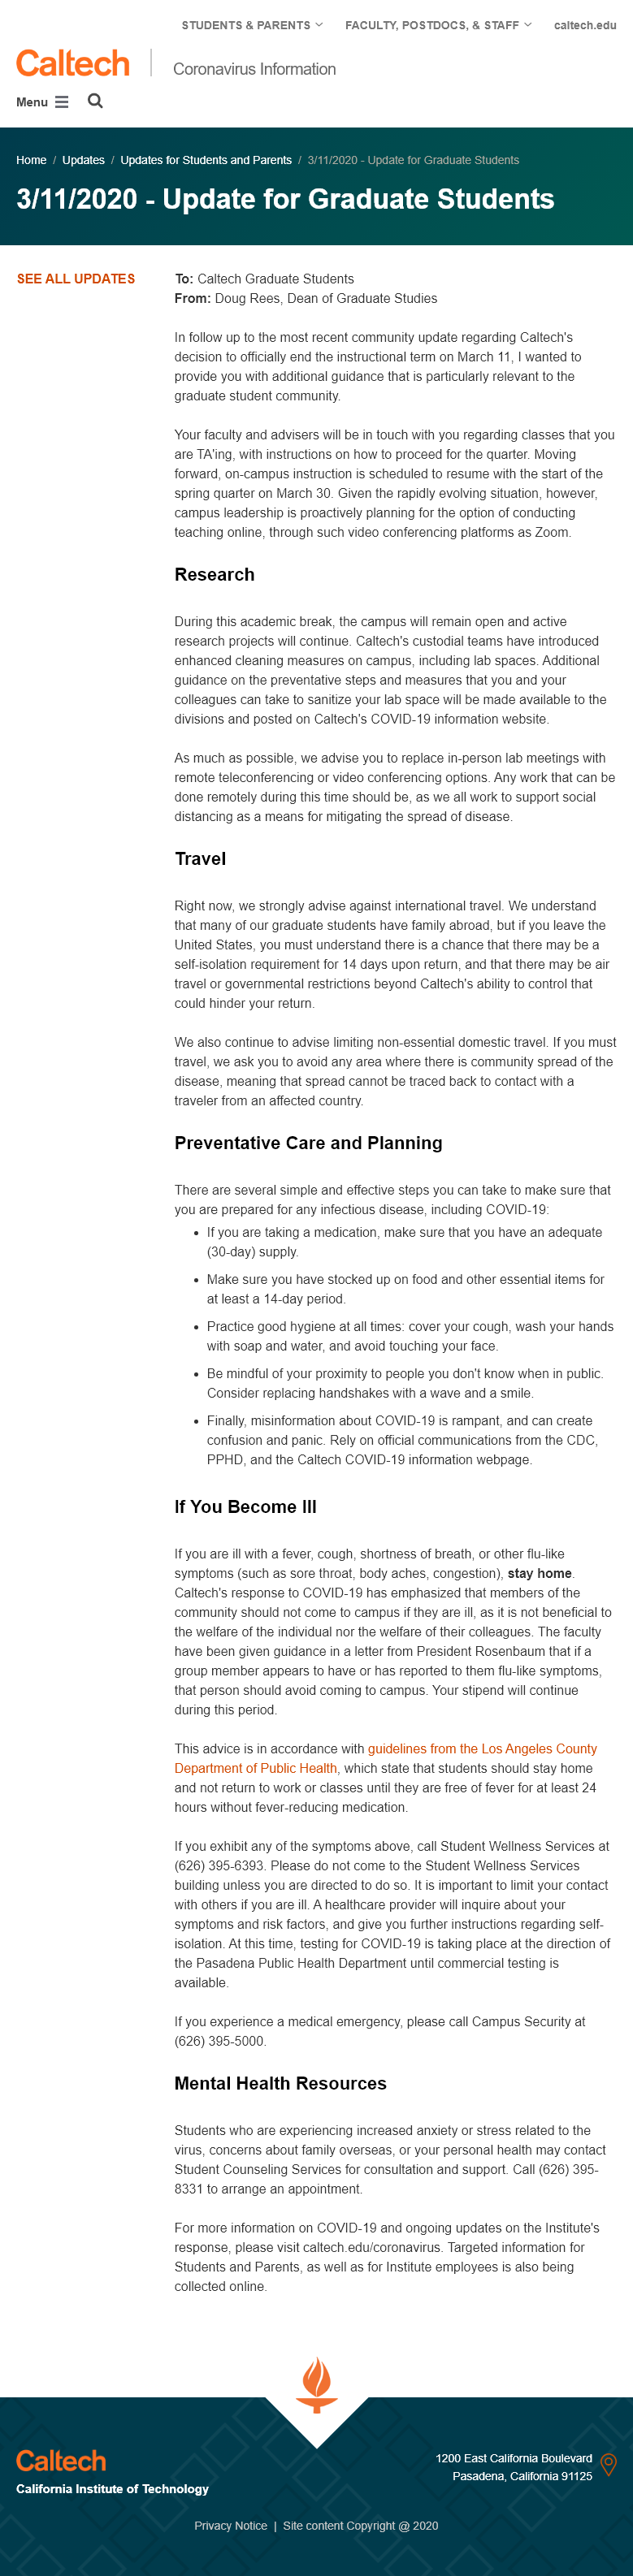 STUDENTS & PARENTS FACULTY, POSTDOCS, & STAFF caltech.edu
Caltech Coronavirus Information
Menu
Home / Updates / Updates for Students and Parents / 3/11/2020 - Update for Graduate Students
3/11/2020 - Update for Graduate Students
SEE ALL UPDATES
To: Caltech Graduate Students
From: Doug Rees, Dean of Graduate Studies
In follow up to the most recent community update regarding Caltech's
decision to officially end the instructional term on March 11, I wanted to
provide you with additional guidance that is particularly relevant to the
graduate student community.
Your faculty and advisers will be in touch with you regarding classes that you
are TA'ing, with instructions on how to proceed for the quarter. Moving
forward, on-campus instruction is scheduled to resume with the start of the
spring quarter on March 30. Given the rapidly evolving situation, however,
campus leadership is proactively planning for the option of conducting
teaching online, through such video conferencing platforms as Zoom.
Research
During this academic break, the campus will remain open and active
research projects will continue. Caltech's custodial teams have introduced
enhanced cleaning measures on campus, including lab spaces. Additional
guidance on the preventative steps and measures that you and your
colleagues can take to sanitize your lab space will be made available to the
divisions and posted on Caltech's COVID-19 information website.
As much as possible, we advise you to replace in-person lab meetings with
remote teleconferencing or video conferencing options. Any work that can be
done remotely during this time should be, as we all work to support social
distancing as a means for mitigating the spread of disease.
Travel
Right now, we strongly advise against international travel. We understand
that many of our graduate students have family abroad, but if you leave the
United States, you must understand there is a chance that there may be a
self-isolation requirement for 14 days upon return, and that there may be air
travel or governmental restrictions beyond Caltech's ability to control that
could hinder your return.
We also continue to advise limiting non-essential domestic travel. If you must
travel, we ask you to avoid any area where there is community spread of the
disease, meaning that spread cannot be traced back to contact with a
traveler from an affected country.
Preventative Care and Planning
There are several simple and effective steps you can take to make sure that
you are prepared for any infectious disease, including COVID-19:
• If you are taking a medication, make sure that you have an adequate
(30-day) supply.
• Make sure you have stocked up on food and other essential items for
at least a 14-day period.
• Practice good hygiene at all times: cover your cough, wash your hands
with soap and water, and avoid touching your face.
• Be mindful of your proximity to people you don't know when in public.
Consider replacing handshakes with a wave and a smile.
• Finally, misinformation about COVID-19 is rampant, and can create
confusion and panic. Rely on official communications from the CDC,
PPHD, and the Caltech COVID-19 information webpage.
If You Become Ill
If you are ill with a fever, cough, shortness of breath, or other flu-like
symptoms (such as sore throat, body aches, congestion), stay home.
Caltech's response to COVID-19 has emphasized that members of the
community should not come to campus if they are ill, as it is not beneficial to
the welfare of the individual nor the welfare of their colleagues. The faculty
have been given guidance in a letter from President Rosenbaum that if a
group member appears to have or has reported to them flu-like symptoms,
that person should avoid coming to campus. Your stipend will continue
during this period.
This advice is in accordance with guidelines from the Los Angeles County
Department of Public Health, which state that students should stay home
and not return to work or classes until they are free of fever for at least 24
hours without fever-reducing medication.
If you exhibit any of the symptoms above, call Student Wellness Services at
(626) 395-6393. Please do not come to the Student Wellness Services
building unless you are directed to do so. It is important to limit your contact
with others if you are ill. A healthcare provider will inquire about your
symptoms and risk factors, and give you further instructions regarding self-
isolation. At this time, testing for COVID-19 is taking place at the direction of
the Pasadena Public Health Department until commercial testing is
available.
If you experience a medical emergency, please call Campus Security at
(626) 395-5000.
Mental Health Resources
Students who are experiencing increased anxiety or stress related to the
virus, concerns about family overseas, or your personal health may contact
Student Counseling Services for consultation and support. Call (626) 395-
8331 to arrange an appointment.
For more information on COVID-19 and ongoing updates on the Institute's
response, please visit caltech.edu/coronavirus. Targeted information for
Students and Parents, as well as for Institute employees is also being
collected online.
Caltech
California Institute of Technology
1200 East California Boulevard
Pasadena, California 91125
Privacy Notice | Site content Copyright @ 2020